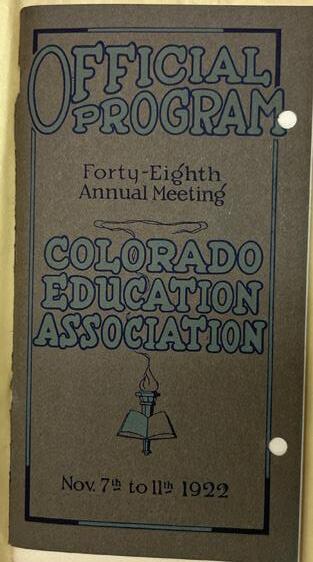 OFFICIAL
PROGRAM
Forty-Eighth
Annual Meeting
COLORADO
EDUCATION
ASSOCIATION
Nov. 7th to 11th 1922